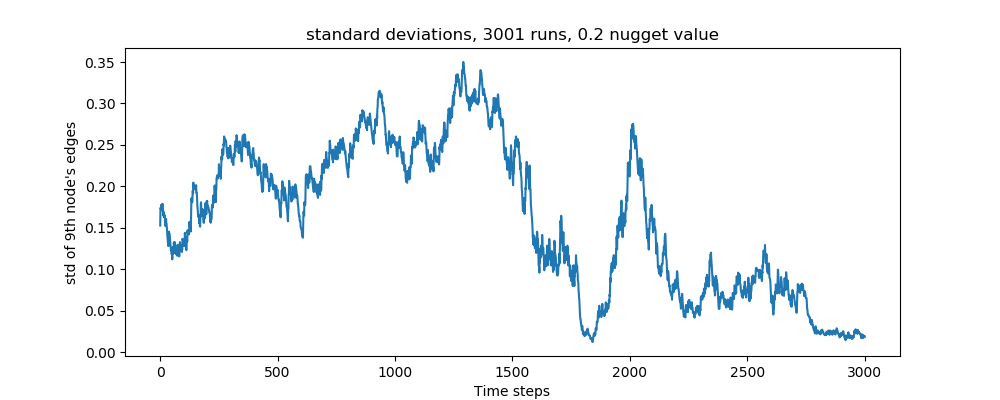 standard deviations, 3001 runs, 0.2 nugget value
std of 9th node's edges
0.35
0.30
0.25
0.20
0.15
0.10
0.05
0.00
0 500 1000 1500 2000 2500 3000
Time steps